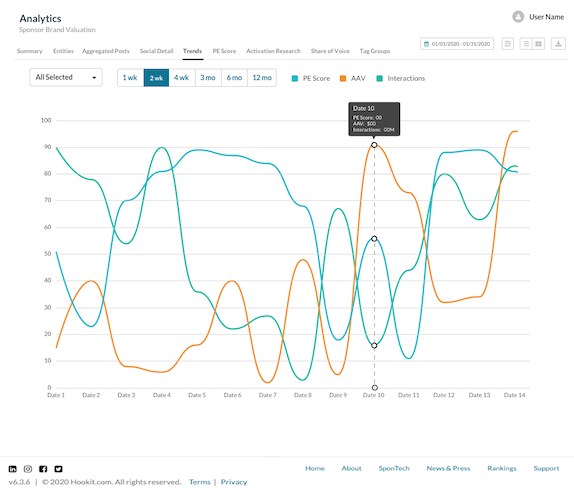 Analytics
User Name
Sponsor Brand Valuation
01/01/2020 - 01/31/2020
Summary Entities Aggregated Posts Social Detail Trends PE Score Activation Research Share of Voice Tag Groups
All Selected 1 wk 2 wk 4 wk 3 mo 6 mo 12 mo PE Score AAV Interactions
Date 10
PE Score: 00
AAV: $00
Interactions: 00M
100
90
80
70
60
50
40
30
20
10
0
Date 1 Date 2 Date 3 Date 4 Date 5 Date 6 Date 7 Date 8 Date 9 Date 10 Date 11 Date 12 Date 13 Date 14
Home About SponTech News & Press Rankings Support
v6.3.6 | © 2020 Hookit.com. All rights reserved. Terms | Privacy